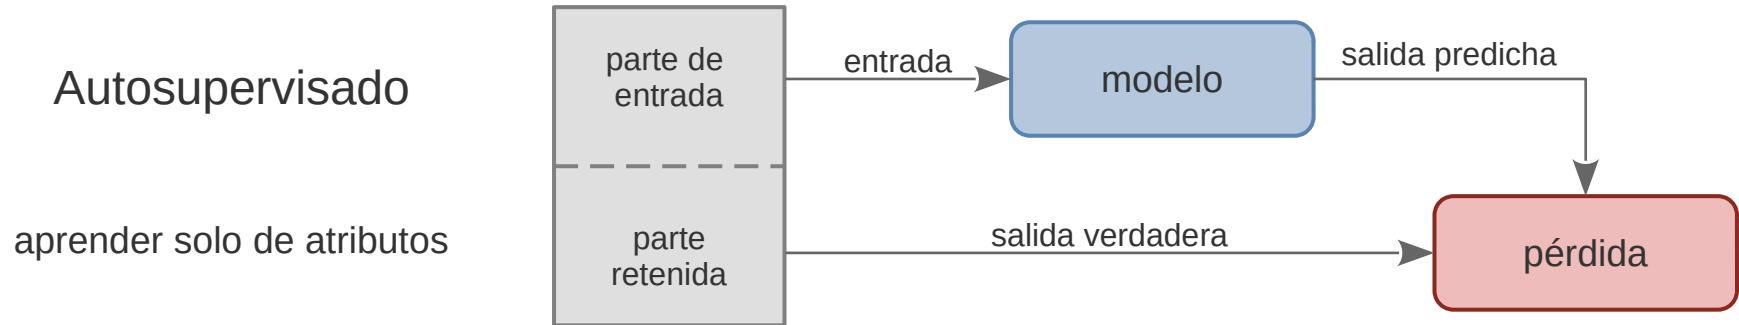 Autosupervisado
aprender solo de atributos
parte de
entrada
parte
retenida
entrada
modelo
salida predicha
salida verdadera
pérdida